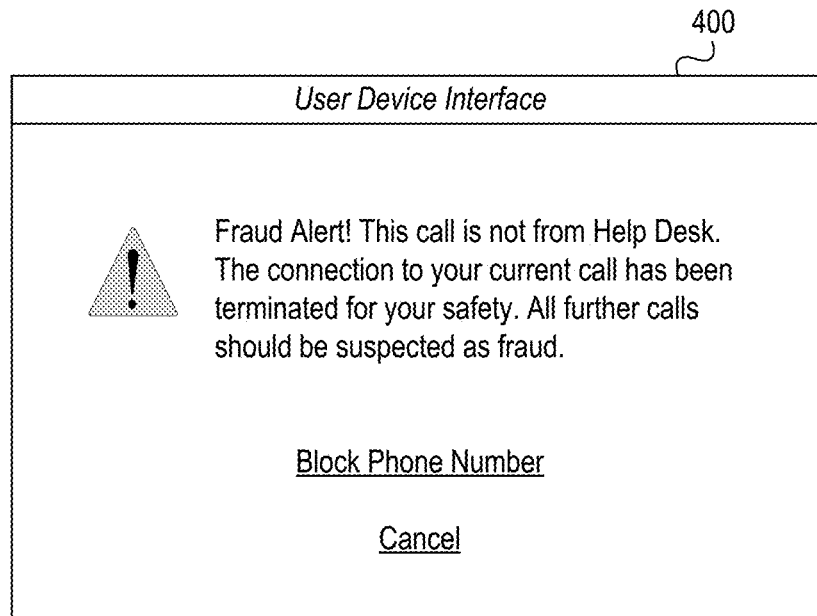 400
User Device Interface
Fraud Alert! This call is not from Help Desk.
The connection to your current call has been
terminated for your safety. All further calls
should be suspected as fraud.
Block Phone Number
Cancel